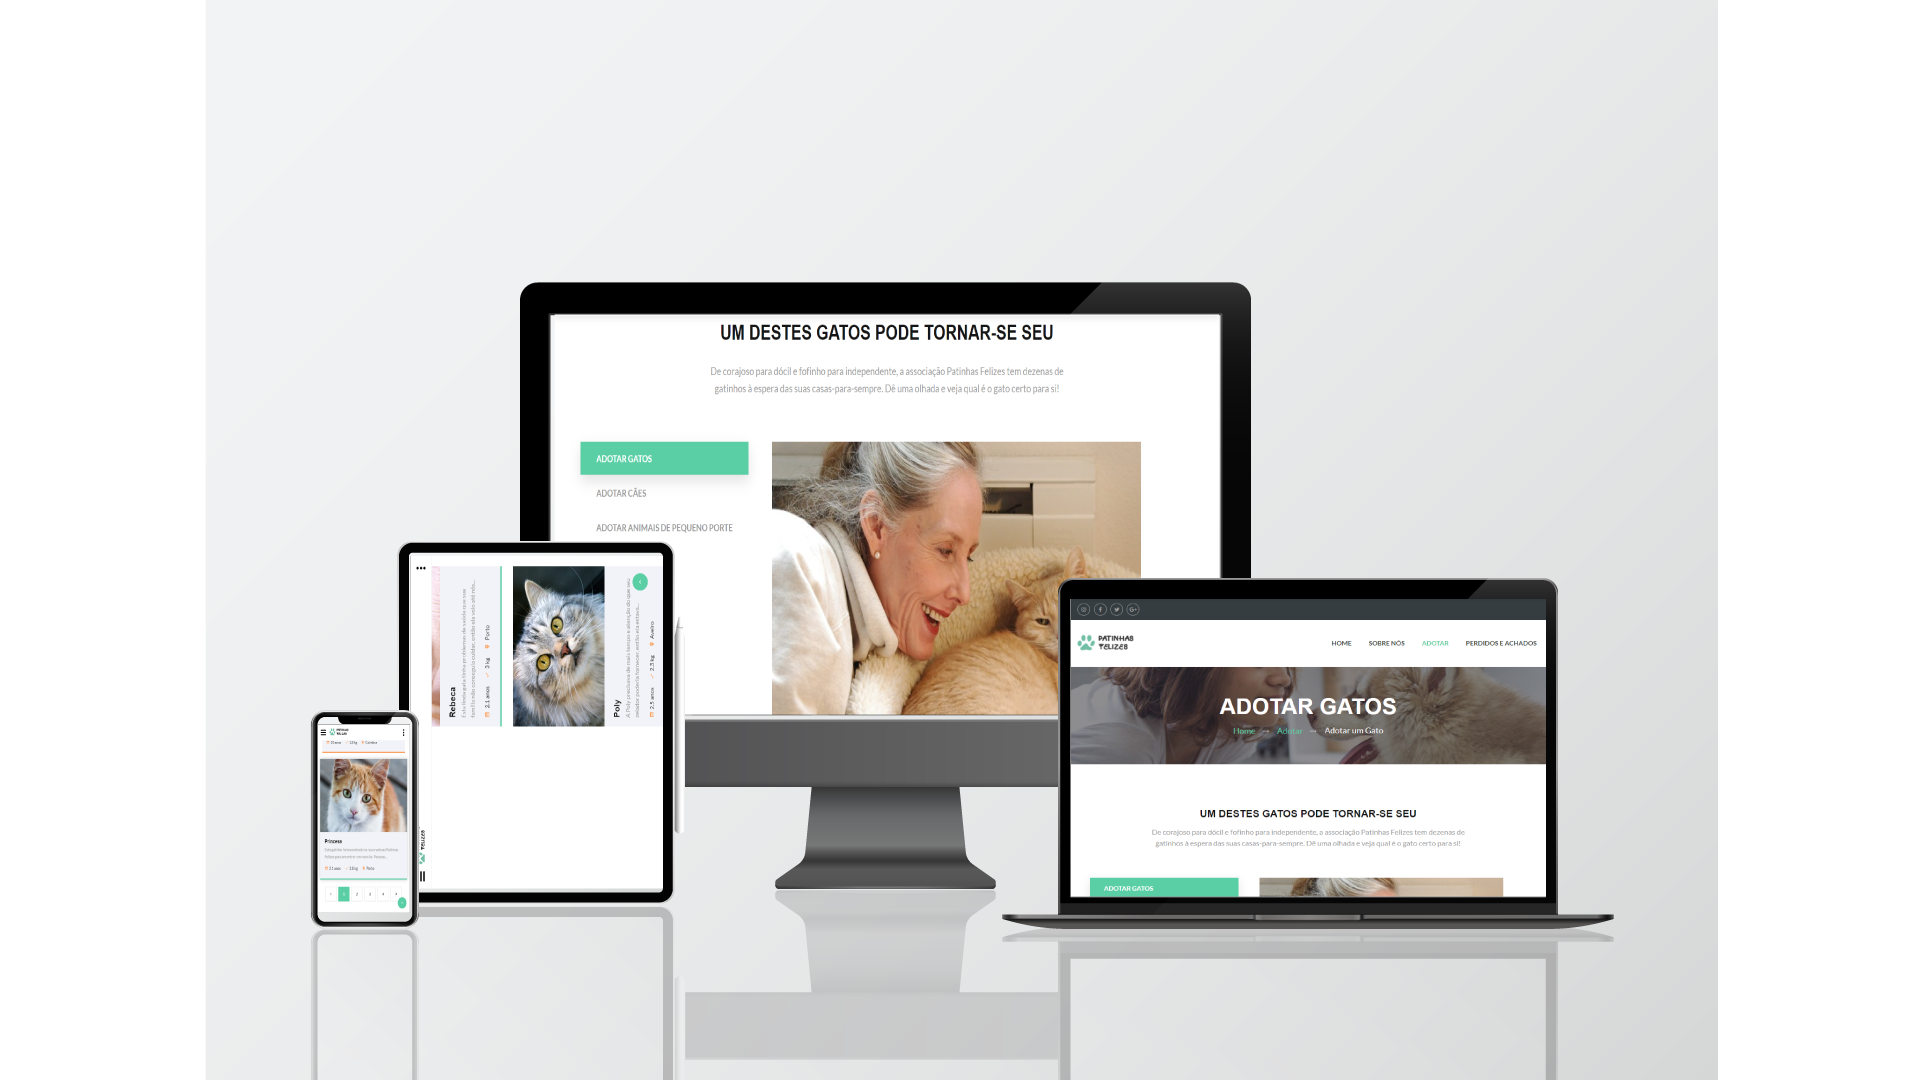 UM DESTES GATOS PODE TORNAR-SE SEU
De corajoso para dócil e fofinho para independente, a associação Patinhas Felizes tem dezenas de
gatinhos à espera das suas casas-para-sempre. Dê uma olhada e veja qual é o gato certo para si!
ADOTAR GATOS
ADOTAR CÃES
ADOTAR ANIMAIS DE PEQUENO PORTE
Rebeca
2.1 anos
3 kg
Porto
Poly
2.5 anos
2.3 kg
Aveiro
FELIZES
Princesa
1
2
3
4
PATINHAS
FELIZES
HOME
SOBRE NÓS
ADOTAR
PERDIDOS E ACHADOS
ADOTAR GATOS
Home → Adotar → Adotar um Gato
UM DESTES GATOS PODE TORNAR-SE SEU
De corajoso para dócil e fofinho para independente, a associação Patinhas Felizes tem dezenas de
gatinhos à espera das suas casas-para-sempre. Dê uma olhada e veja qual é o gato certo para si!
ADOTAR GATOS